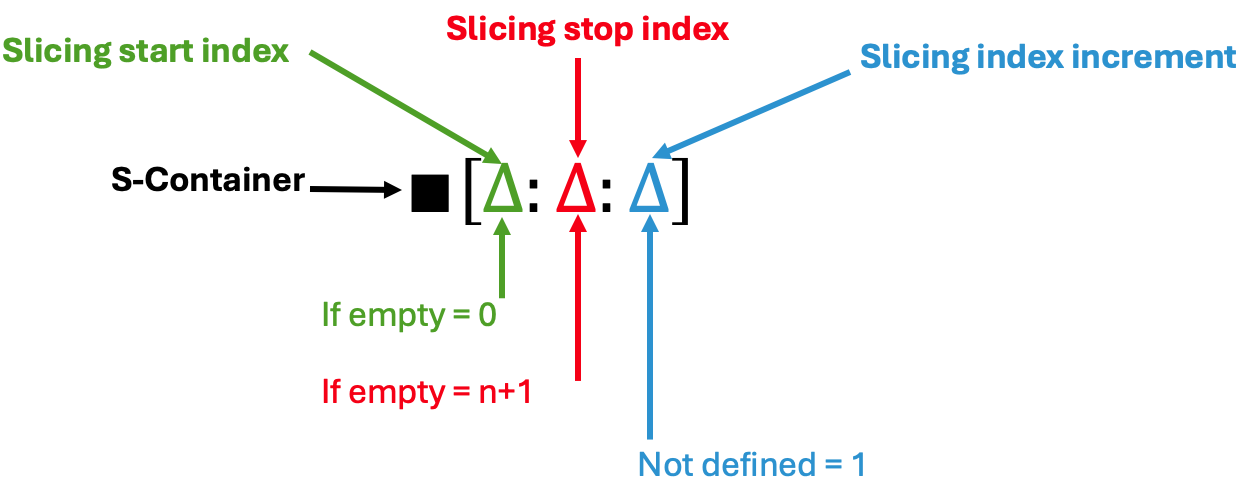 Slicing stop index
Slicing start index
Slicing index increment
S-Container
■ [Δ: Δ: Δ]
If empty = 0
If empty = n+1
Not defined = 1